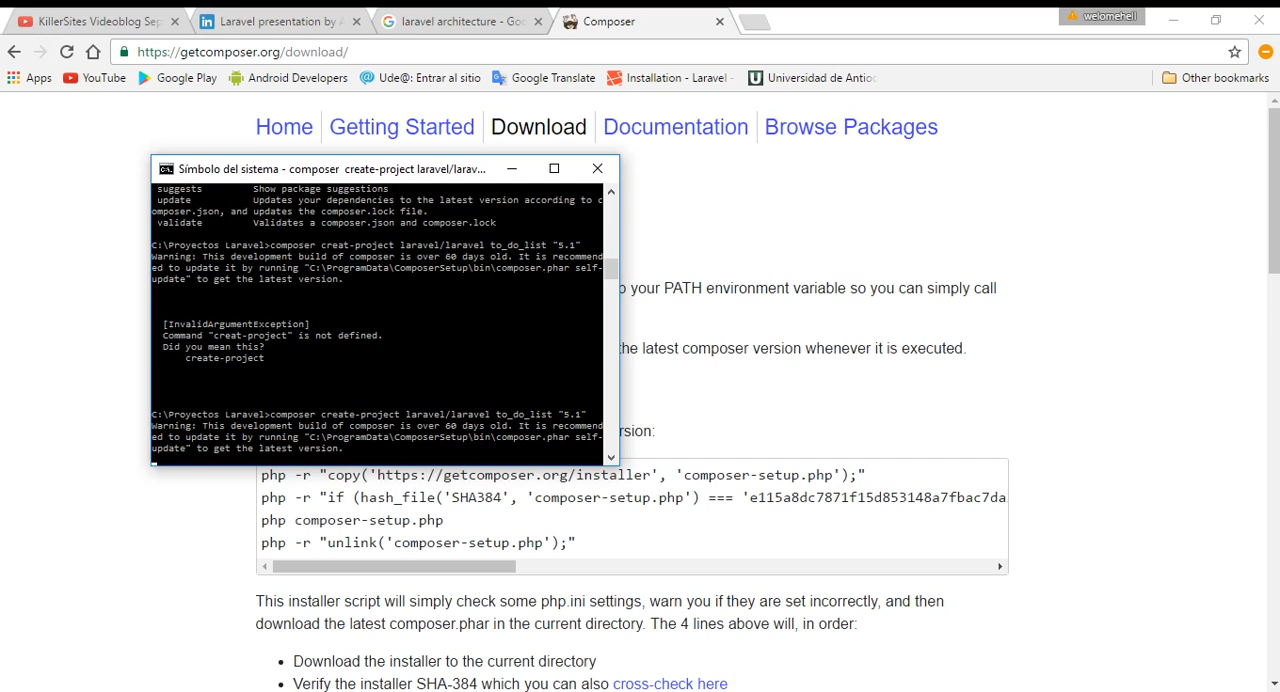 KillerSites Videoblog Sep
Laravel presentation by A
laravel architecture - Goo
Composer
welomehell
https://getcomposer.org/download/
Apps
YouTube
Google Play
Android Developers
Ude@: Entrar al sitio
Google Translate
Installation - Laravel -
Universidad de Antioc
Other bookmarks
Home
Getting Started
Download
Documentation
Browse Packages
Símbolo del sistema - composer create-project laravel/larav...
suggests Show package suggestions
update Updates your dependencies to the latest version according to c
omposer.json, and updates the composer.lock file.
validate Validates a composer.json and composer.lock
C:\Proyectos Laravel>composer creat-project laravel/laravel to_do_list "5.1"
Warning: This development build of composer is over 60 days old. It is recommend
ed to update it by running "C:\ProgramData\ComposerSetup\bin\composer.phar self-
update" to get the latest version.
[InvalidArgumentException]
Command "creat-project" is not defined.
Did you mean this?
create-project
C:\Proyectos Laravel>composer create-project laravel/laravel to_do_list "5.1"
Warning: This development build of composer is over 60 days old. It is recommend
ed to update it by running "C:\ProgramData\ComposerSetup\bin\composer.phar self-
update" to get the latest version.
o your PATH environment variable so you can simply call
the latest composer version whenever it is executed.
rsion:
php -r "copy('https://getcomposer.org/installer', 'composer-setup.php');"
php -r "if (hash_file('SHA384', 'composer-setup.php') === 'e115a8dc7871f15d853148a7fbac7da
php composer-setup.php
php -r "unlink('composer-setup.php');"
This installer script will simply check some php.ini settings, warn you if they are set incorrectly, and then
download the latest composer.phar in the current directory. The 4 lines above will, in order:
• Download the installer to the current directory
• Verify the installer SHA-384 which you can also cross-check here